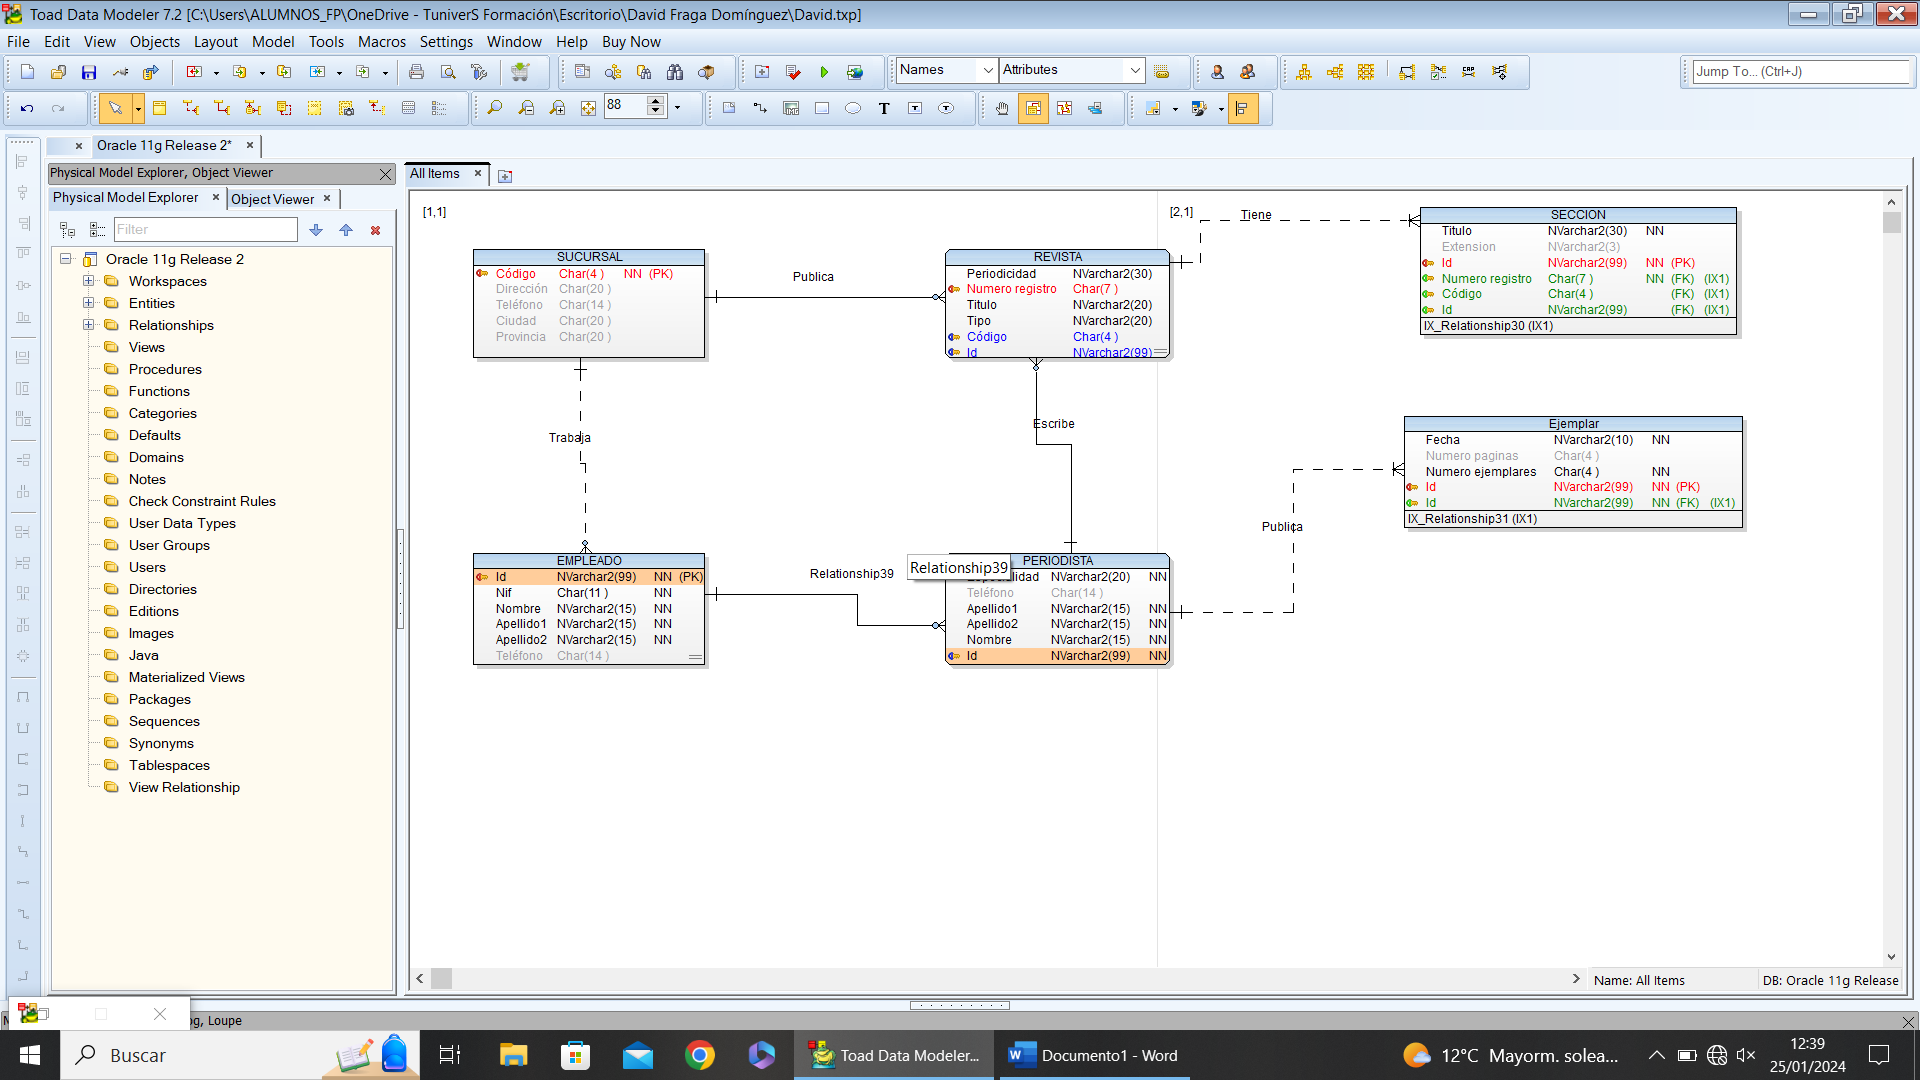 Toad Data Modeler 7.2 [C:\Users\ALUMNOS_FP\OneDrive - TuniverS Formación\Escritorio\David Fraga Domínguez\David.txp]
File Edit View Objects Layout Model Tools Macros Settings Window Help Buy Now
Names Attributes Jump To... (Ctrl+J)
88
Oracle 11g Release 2*
Physical Model Explorer, Object Viewer
Physical Model Explorer Object Viewer
Filter
Oracle 11g Release 2
Workspaces
Entities
Relationships
Views
Procedures
Functions
Categories
Defaults
Domains
Notes
Check Constraint Rules
User Data Types
User Groups
Users
Directories
Editions
Images
Java
Materialized Views
Packages
Sequences
Synonyms
Tablespaces
View Relationship
All Items
[1,1]
[2,1]
SUCURSAL
Código Char(4 ) NN (PK)
Dirección Char(20 )
Teléfono Char(14 )
Ciudad Char(20 )
Provincia Char(20 )
Publica
REVISTA
Periodicidad NVarchar2(30)
Numero registro Char(7 )
Titulo NVarchar2(20)
Tipo NVarchar2(20)
Código Char(4 )
Id NVarchar2(99)
Tiene
SECCION
Titulo NVarchar2(30) NN
Extension NVarchar2(3)
Id NVarchar2(99) NN (PK)
Numero registro Char(7 ) NN (FK) (IX1)
Código Char(4 ) (FK) (IX1)
Id NVarchar2(99) (FK) (IX1)
IX_Relationship30 (IX1)
Trabaja
Escribe
Ejemplar
Fecha NVarchar2(10) NN
Numero paginas Char(4 )
Numero ejemplares Char(4 ) NN
Id NVarchar2(99) NN (PK)
Id NVarchar2(99) NN (FK) (IX1)
IX_Relationship31 (IX1)
Publica
EMPLEADO
Id NVarchar2(99) NN (PK)
Nif Char(11 ) NN
Nombre NVarchar2(15) NN
Apellido1 NVarchar2(15) NN
Apellido2 NVarchar2(15) NN
Teléfono Char(14 )
Relationship39
Relationship39
PERIODISTA
NVarchar2(20) NN
Teléfono Char(14 )
Apellido1 NVarchar2(15) NN
Apellido2 NVarchar2(15) NN
Nombre NVarchar2(15) NN
Id NVarchar2(99) NN
Name: All Items DB: Oracle 11g Release
og, Loupe
Buscar
Toad Data Modeler...
Documento1 - Word
12°C Mayorm. solea...
12:39
25/01/2024